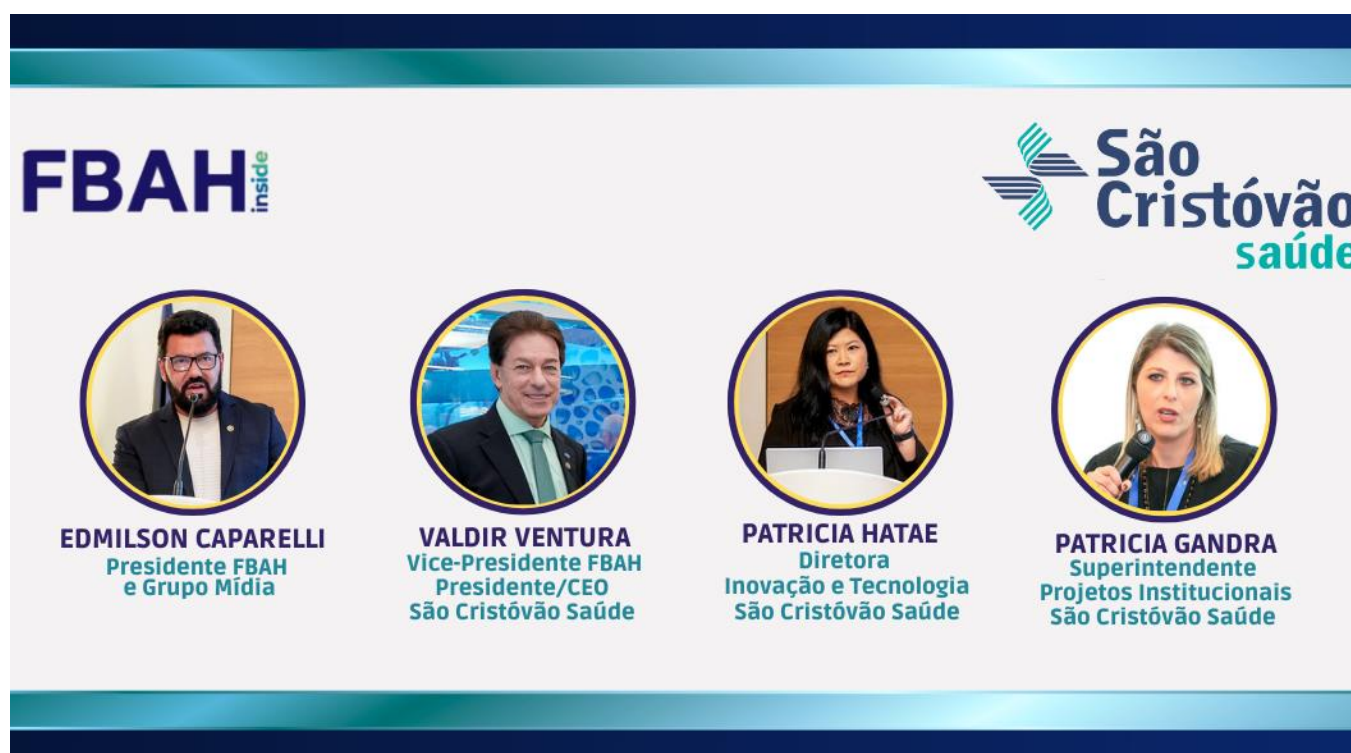 FBAH inside
São
Cristóvão
saúde
EDMILSON CAPARELLI
Presidente FBAH
e Grupo Mídia
VALDIR VENTURA
Vice-Presidente FBAH
Presidente/CEO
São Cristóvão Saúde
PATRICIA HATAE
Diretora
Inovação e Tecnologia
São Cristóvão Saúde
PATRICIA GANDRA
Superintendente
Projetos Institucionais
São Cristóvão Saúde